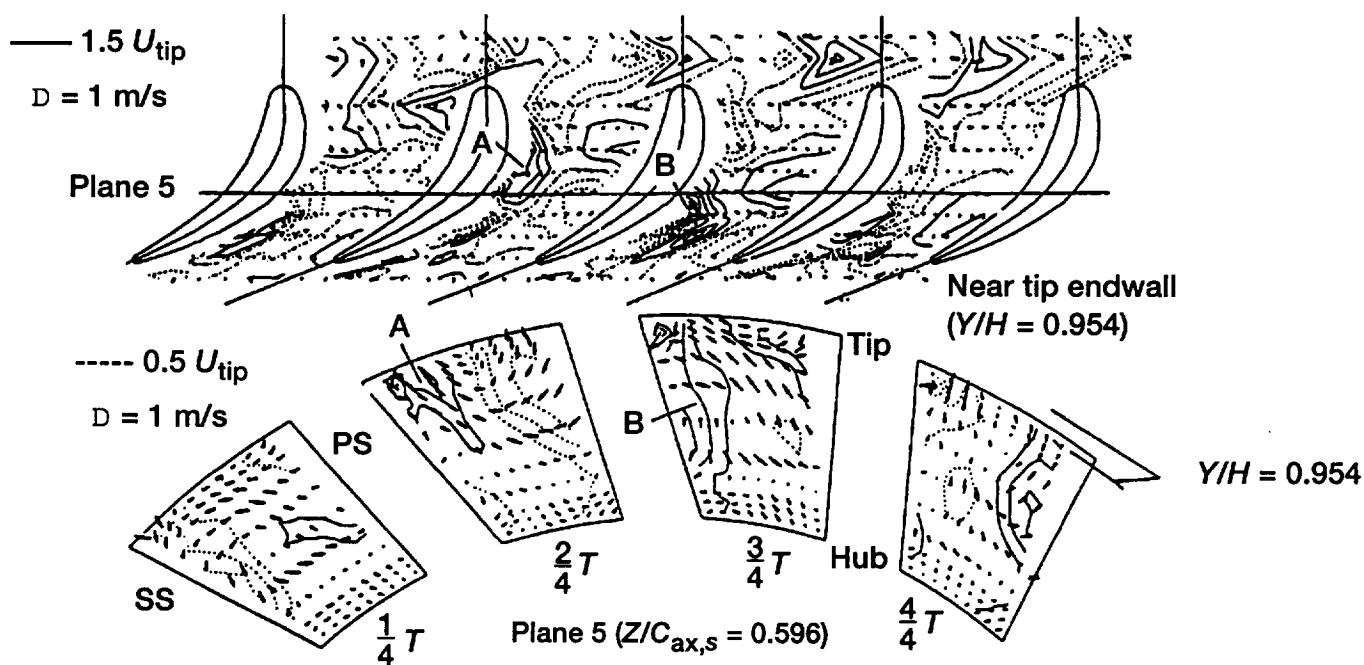 1.5 U_tip
D = 1 m/s
A
B
Plane 5
Near tip endwall
(Y/H = 0.954)
A
0.5 U_tip
D = 1 m/s
Tip
B
PS
Y/H = 0.954
SS
Hub
1/4 T
2/4 T
3/4 T
4/4 T
Plane 5 (Z/C_ax,s = 0.596)